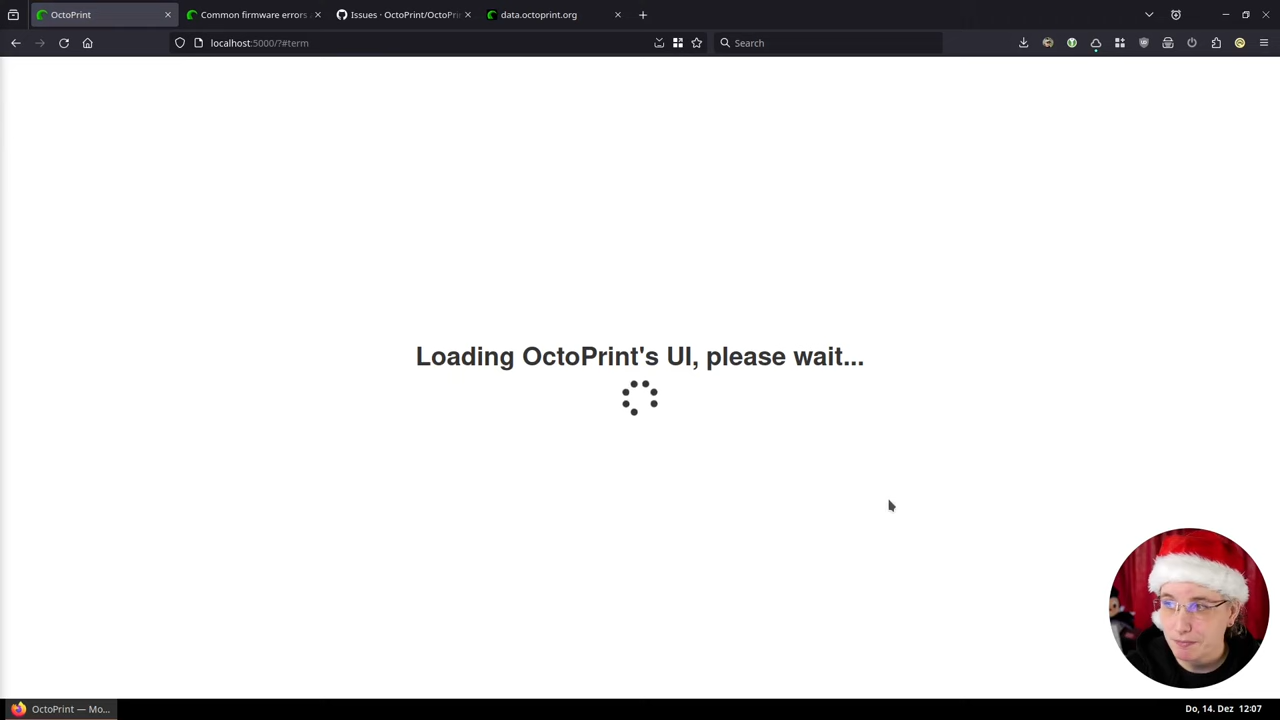 OctoPrint
Common firmware errors
Issues · OctoPrint/OctoPrin
data.octoprint.org
localhost:5000/?#term
Search
Loading OctoPrint's UI, please wait...
OctoPrint — Mo...
Do, 14. Dez 12:07